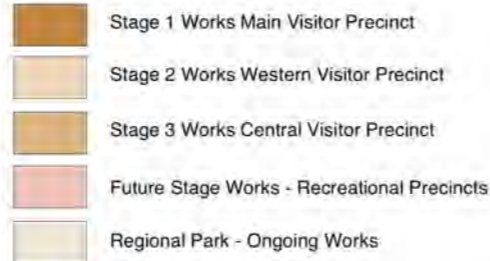 Stage 1 Works Main Visitor Precinct
Stage 2 Works Western Visitor Precinct
Stage 3 Works Central Visitor Precinct
Future Stage Works - Recreational Precincts
Regional Park - Ongoing Works